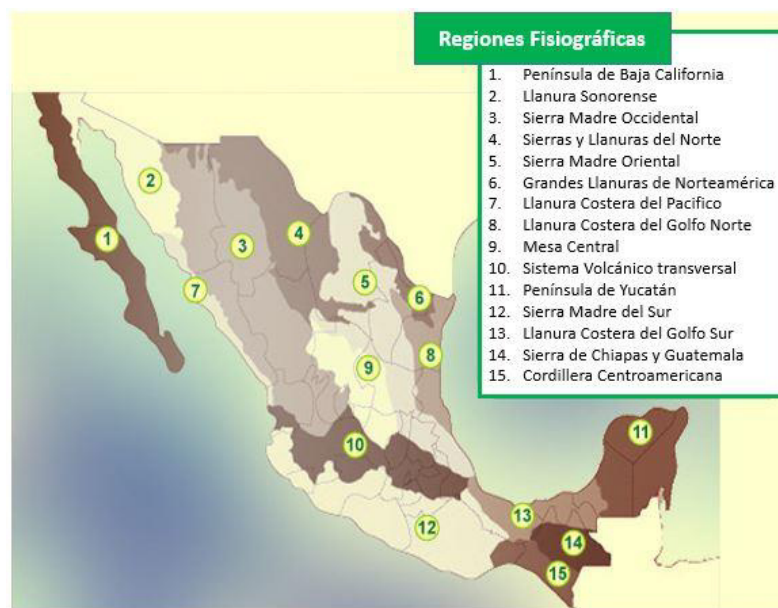 Regiones Fisiográficas
1. Península de Baja California
2. Llanura Sonorense
3. Sierra Madre Occidental
4. Sierras y Llanuras del Norte
5. Sierra Madre Oriental
6. Grandes Llanuras de Norteamérica
7. Llanura Costera del Pacifico
8. Llanura Costera del Golfo Norte
9. Mesa Central
10. Sistema Volcánico transversal
11. Península de Yucatán
12. Sierra Madre del Sur
13. Llanura Costera del Golfo Sur
14. Sierra de Chiapas y Guatemala
15. Cordillera Centroamericana
2
1
3
4
5
7
6
8
9
11
10
13
12
14
15